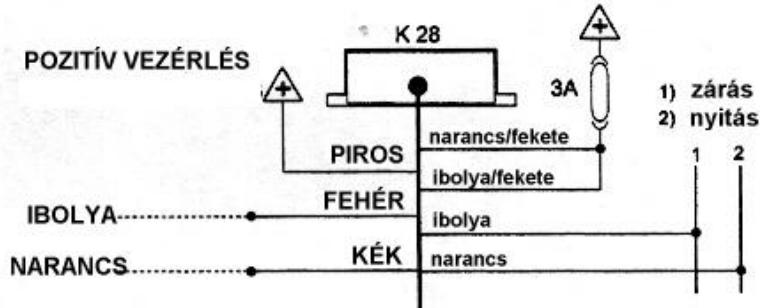 K 28
POZITÍV VEZÉRLÉS
3A
1) zárás
2) nyitás
narancs/fekete
PIROS
1 2
ibolya/fekete
FEHÉR
IBOLYA
ibolya
KÉK
narancs
NARANCS